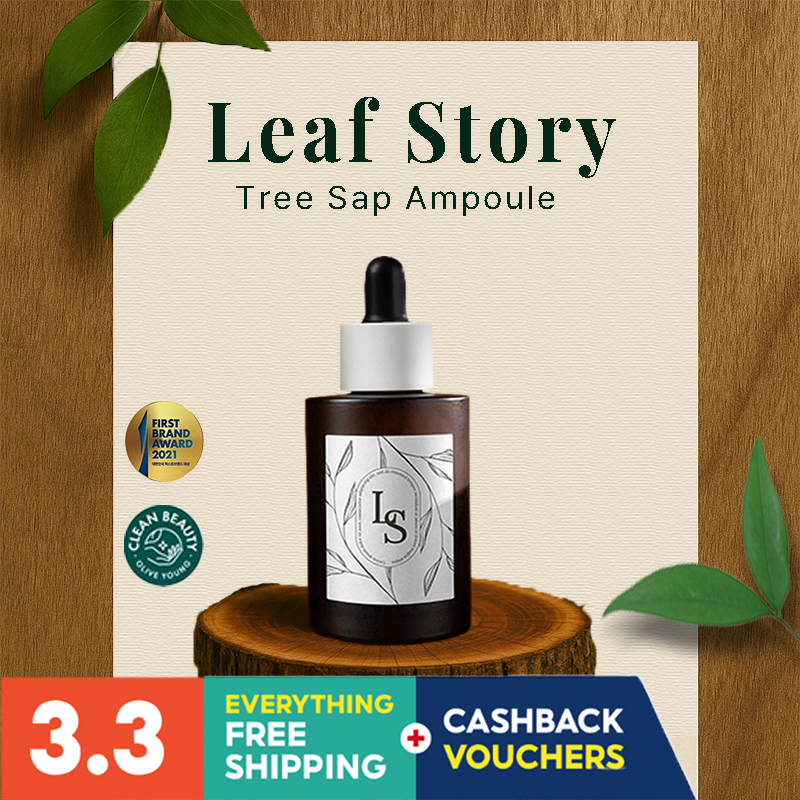 Leaf Story
Tree Sap Ampoule
FIRST
BRAND
AWARD
2021
CLEAN BEAUTY
OLIVE YOUNG
LS
3.3
EVERYTHING
FREE
SHIPPING
+
CASHBACK
VOUCHERS